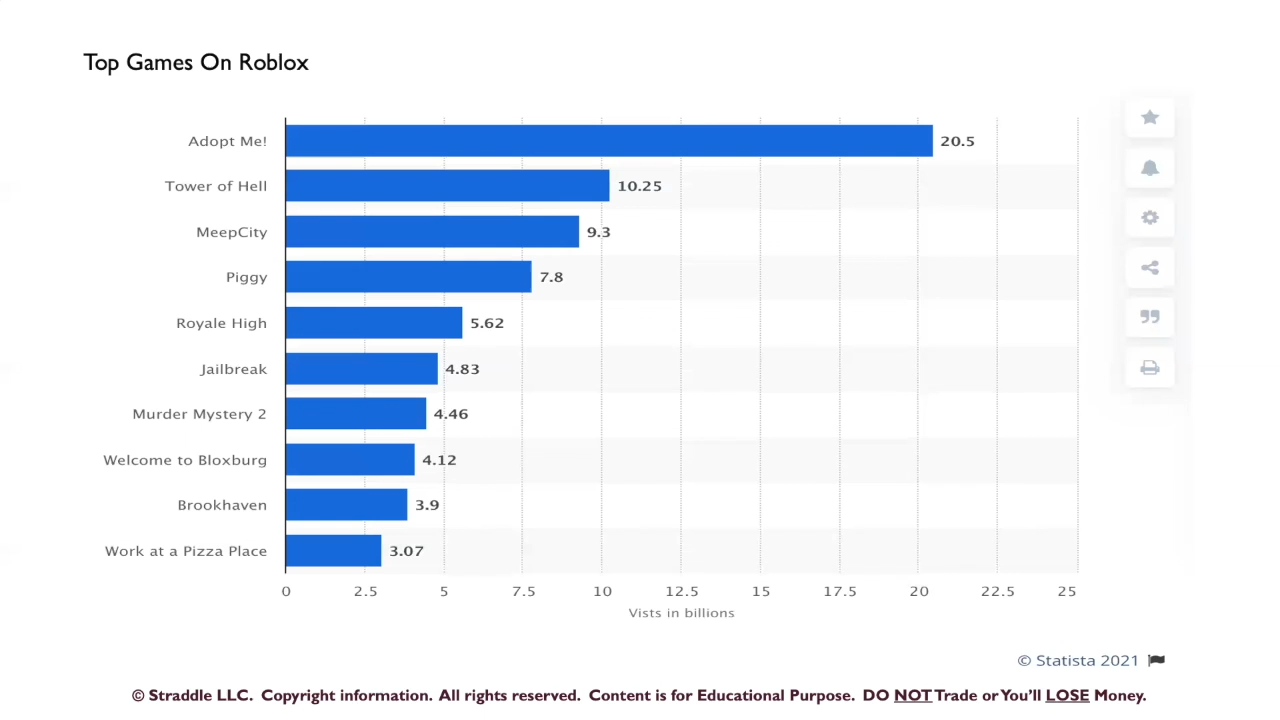 Top Games On Roblox
Adopt Me! 20.5
Tower of Hell 10.25
MeepCity 9.3
Piggy 7.8
Royale High 5.62
Jailbreak 4.83
Murder Mystery 2 4.46
Welcome to Bloxburg 4.12
Brookhaven 3.9
Work at a Pizza Place 3.07
0 2.5 5 7.5 10 12.5 15 17.5 20 22.5 25
Vists in billions
© Statista 2021
© Straddle LLC. Copyright information. All rights reserved. Content is for Educational Purpose. DO NOT Trade or You'll LOSE Money.